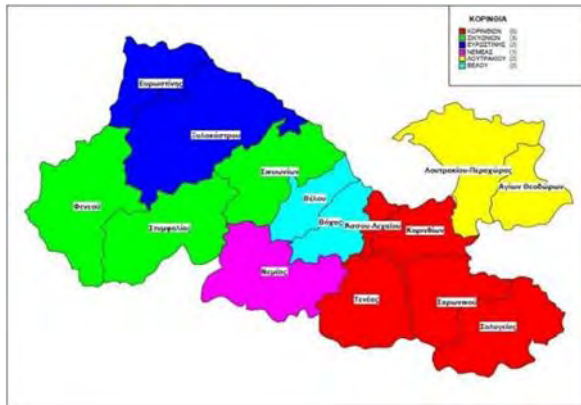 ΚΟΡΙΝΘΙΑ
ΚΟΡΙΝΘΙΩΝ
ΣΙΚΥΩΝΙΩΝ
ΕΥΡΩΣΤΙΝΗΣ
ΝΕΜΕΑΣ
ΛΟΥΤΡΑΚΙΟΥ
ΒΕΛΟΥ
Ευρωστίνης
Ξυλοκάστρου
Σικυωνίων
Λουτρακίου-Περαχώρας
Αγίων Θεοδώρων
Φενεού
Βέλου
Στυμφαλίας
Βόχας
Άσσου-Λεχαίου
Κορινθίων
Νεμέας
Τενέας
Σαρωνικού
Σολυγείας